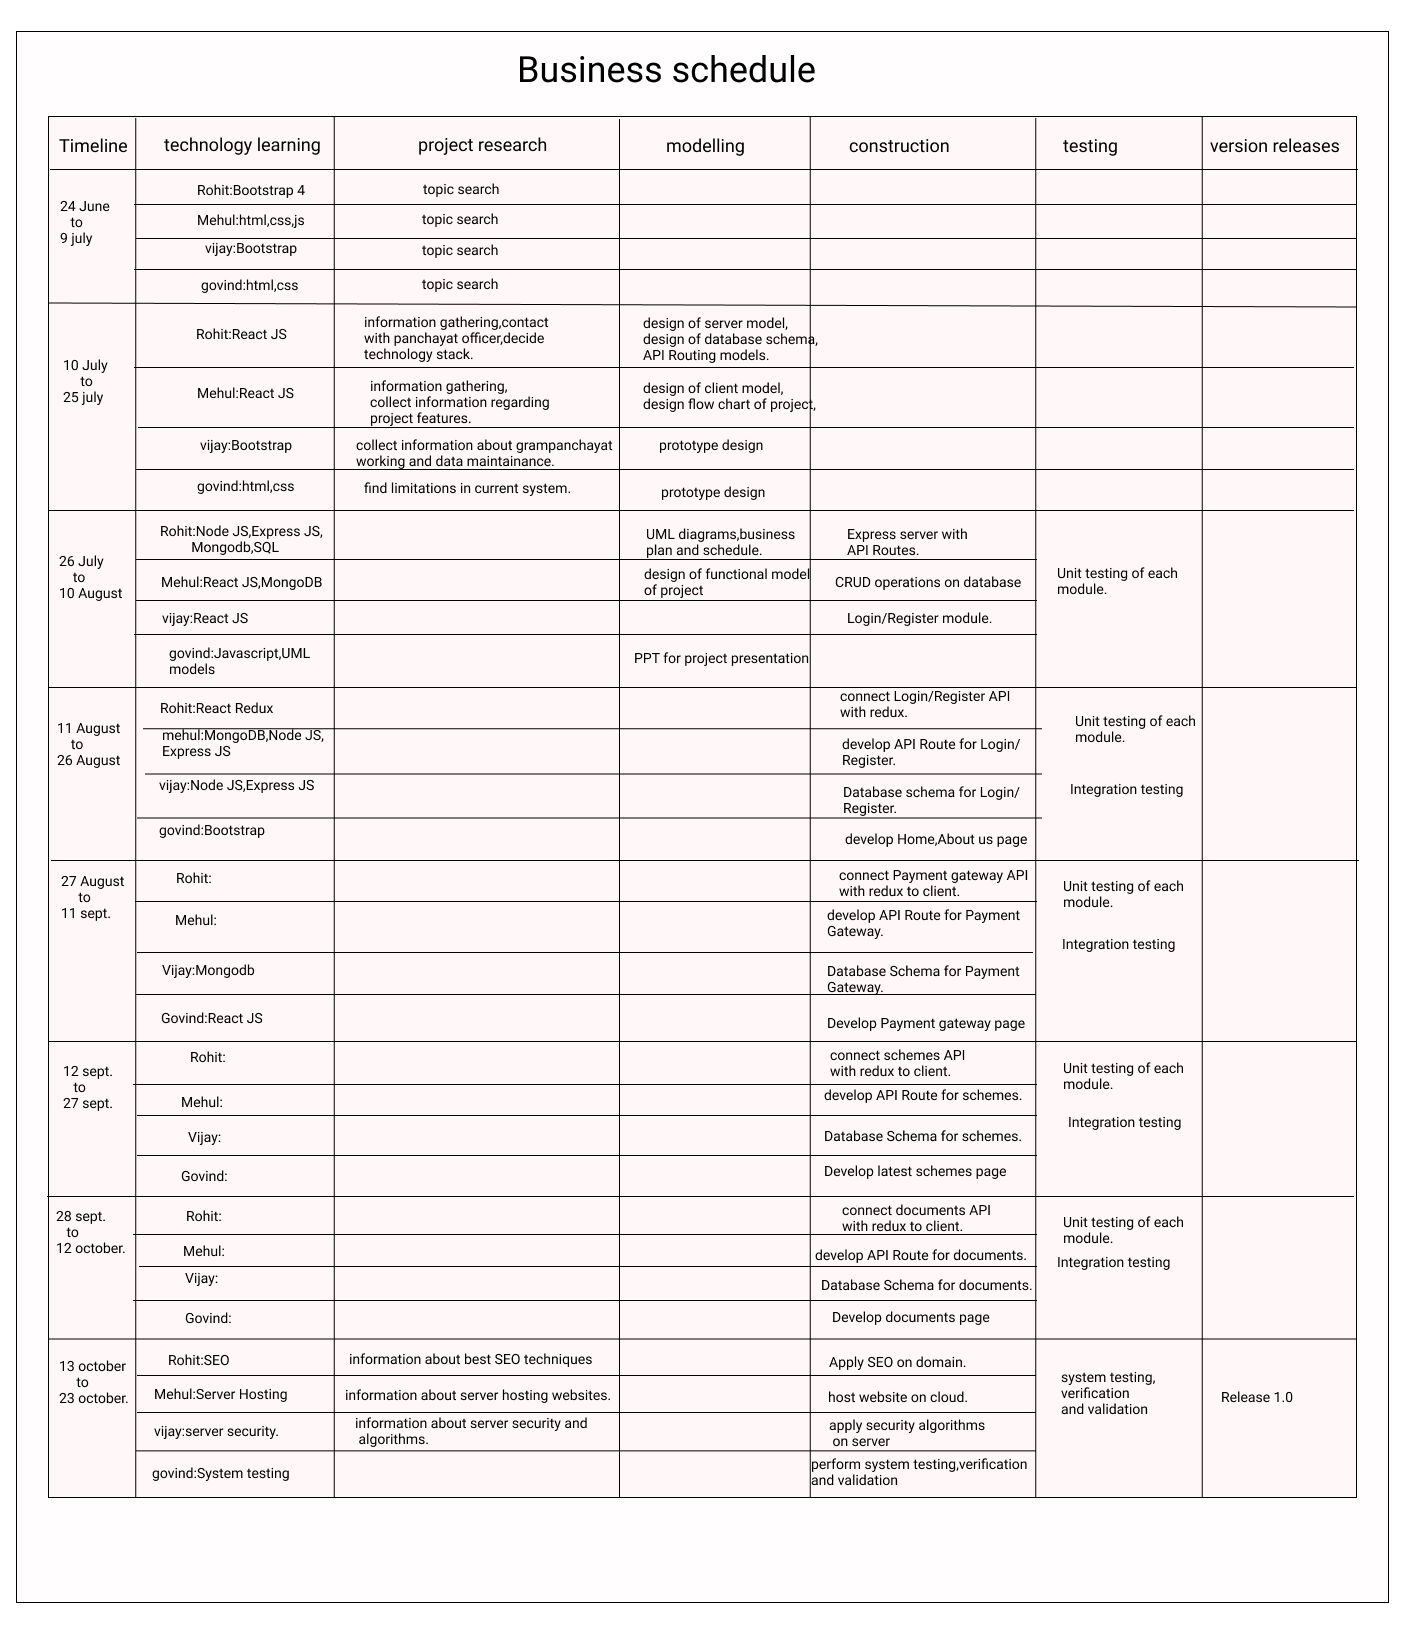 Business schedule
Timeline
technology learning
project research
modelling
construction
testing
version releases
24 June
to
9 july
Rohit:Bootstrap 4
topic search
Mehul:html,css,js
topic search
vijay:Bootstrap
topic search
govind:html,css
topic search
10 July
to
25 july
Rohit:React JS
information gathering,contact
with panchayat officer,decide
technology stack.
design of server model,
design of database schema,
API Routing models.
Mehul:React JS
information gathering,
collect information regarding
project features.
design of client model,
design flow chart of project,
vijay:Bootstrap
collect information about grampanchayat
working and data maintainance.
prototype design
govind:html,css
find limitations in current system.
prototype design
26 July
to
10 August
Rohit:Node JS,Express JS,
Mongodb,SQL
UML diagrams,business
plan and schedule.
Express server with
API Routes.
Mehul:React JS,MongoDB
design of functional model
of project
CRUD operations on database
Unit testing of each
module.
vijay:React JS
Login/Register module.
govind:Javascript,UML
models
PPT for project presentation
11 August
to
26 August
Rohit:React Redux
connect Login/Register API
with redux.
Unit testing of each
module.
mehul:MongoDB,Node JS,
Express JS
develop API Route for Login/
Register.
vijay:Node JS,Express JS
Database schema for Login/
Register.
Integration testing
govind:Bootstrap
develop Home,About us page
27 August
to
11 sept.
Rohit:
connect Payment gateway API
with redux to client.
Unit testing of each
module.
Mehul:
develop API Route for Payment
Gateway.
Integration testing
Vijay:Mongodb
Database Schema for Payment
Gateway.
Govind:React JS
Develop Payment gateway page
12 sept.
to
27 sept.
Rohit:
connect schemes API
with redux to client.
Unit testing of each
module.
Mehul:
develop API Route for schemes.
Integration testing
Vijay:
Database Schema for schemes.
Govind:
Develop latest schemes page
28 sept.
to
12 october.
Rohit:
connect documents API
with redux to client.
Unit testing of each
module.
Mehul:
develop API Route for documents.
Integration testing
Vijay:
Database Schema for documents.
Govind:
Develop documents page
13 october
to
23 october.
Rohit:SEO
information about best SEO techniques
Apply SEO on domain.
system testing,
verification
and validation
Mehul:Server Hosting
information about server hosting websites.
host website on cloud.
Release 1.0
vijay:server security.
information about server security and
algorithms.
apply security algorithms
on server
govind:System testing
perform system testing,verification
and validation